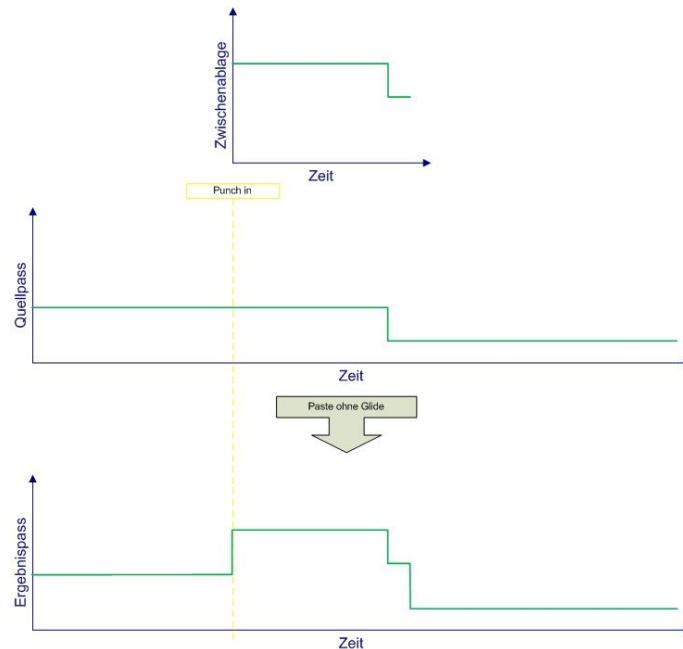 Zwischenablage
Zeit
Punch in
Quellpass
Zeit
Paste ohne Glide
Ergebnispass
Zeit